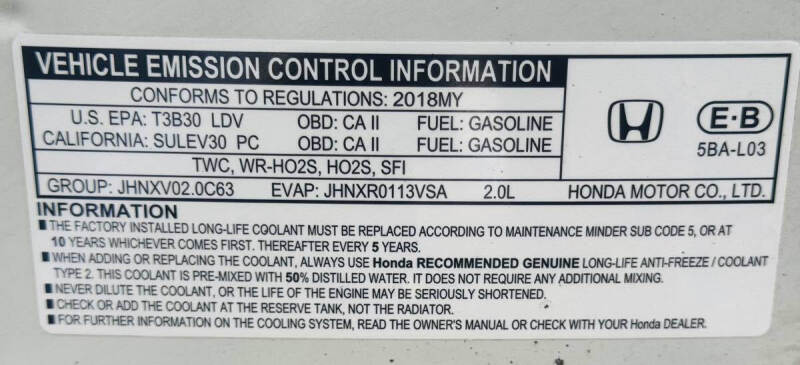 VEHICLE EMISSION CONTROL INFORMATION
CONFORMS TO REGULATIONS: 2018MY
U.S. EPA: T3B30 LDV OBD: CA II FUEL: GASOLINE
CALIFORNIA: SULEV30 PC OBD: CA II FUEL: GASOLINE
TWC, WR-HO2S, HO2S, SFI
GROUP: JHNXV02.0C63 EVAP: JHNXR0113VSA 2.0L
E·B
5BA-L03
HONDA MOTOR CO., LTD.
INFORMATION
■ THE FACTORY INSTALLED LONG-LIFE COOLANT MUST BE REPLACED ACCORDING TO MAINTENANCE MINDER SUB CODE 5, OR AT
10 YEARS WHICHEVER COMES FIRST. THEREAFTER EVERY 5 YEARS.
■ WHEN ADDING OR REPLACING THE COOLANT, ALWAYS USE Honda RECOMMENDED GENUINE LONG-LIFE ANTI-FREEZE / COOLANT
TYPE 2. THIS COOLANT IS PRE-MIXED WITH 50% DISTILLED WATER. IT DOES NOT REQUIRE ANY ADDITIONAL MIXING.
■ NEVER DILUTE THE COOLANT, OR THE LIFE OF THE ENGINE MAY BE SERIOUSLY SHORTENED.
■ CHECK OR ADD THE COOLANT AT THE RESERVE TANK, NOT THE RADIATOR.
■ FOR FURTHER INFORMATION ON THE COOLING SYSTEM, READ THE OWNER'S MANUAL OR CHECK WITH YOUR Honda DEALER.